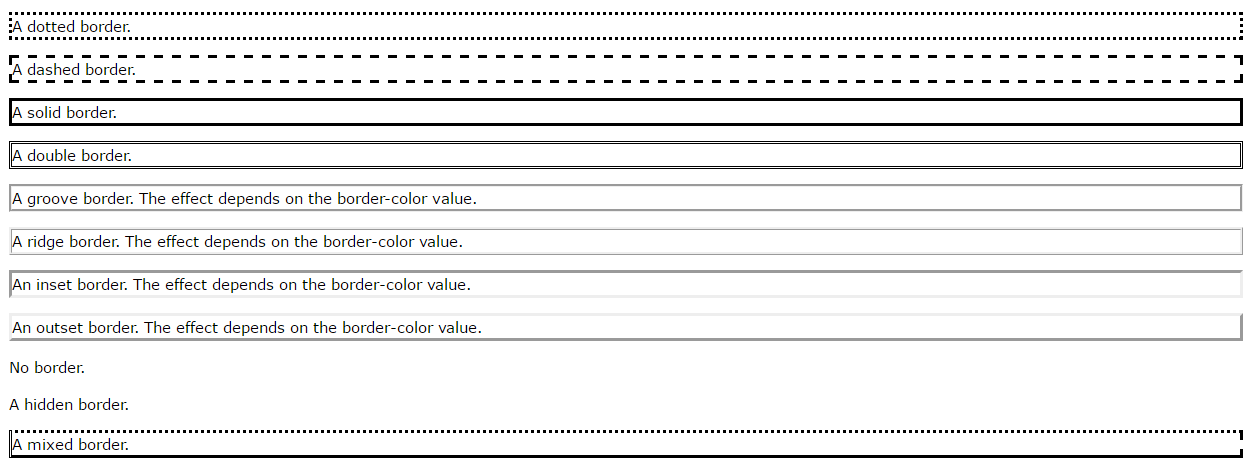 A dotted border.
A dashed border.
A solid border.
A double border.
A groove border. The effect depends on the border-color value.
A ridge border. The effect depends on the border-color value.
An inset border. The effect depends on the border-color value.
An outset border. The effect depends on the border-color value.
No border.
A hidden border.
A mixed border.